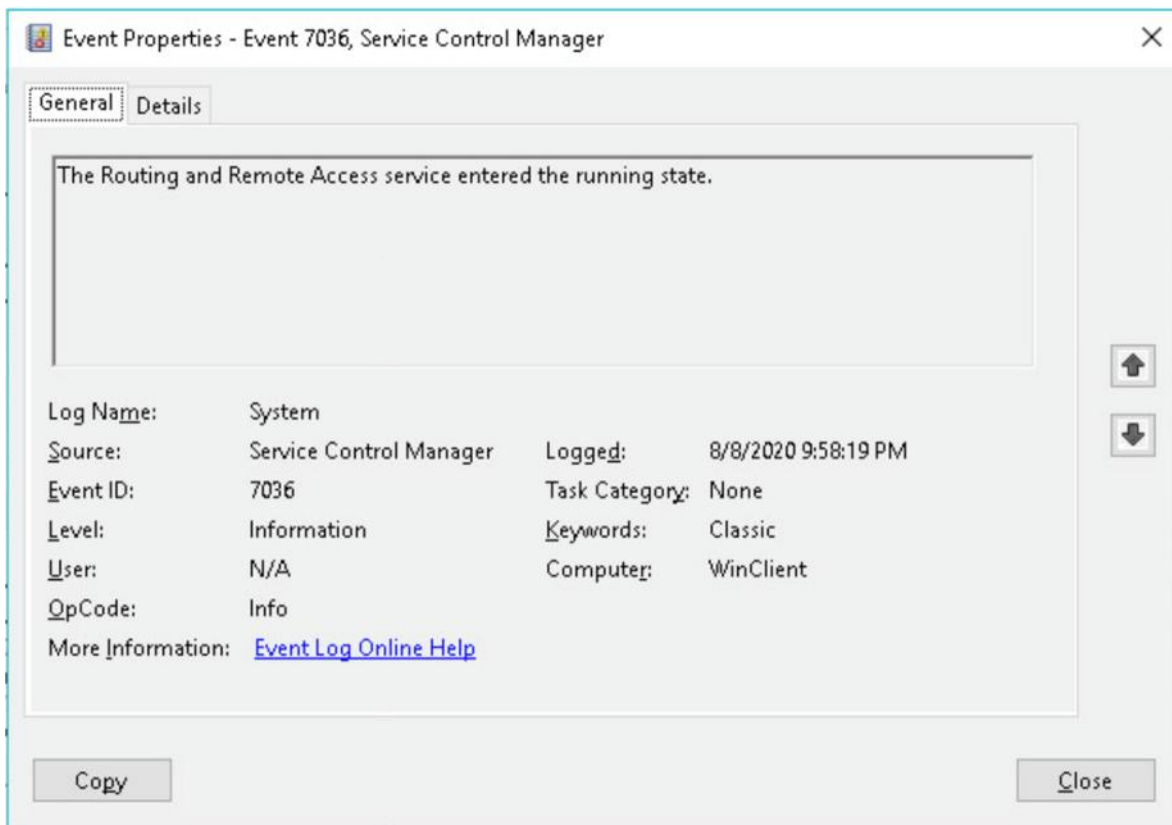 Event Properties - Event 7036, Service Control Manager
General Details
The Routing and Remote Access service entered the running state.
Log Name: System
Source: Service Control Manager Logged: 8/8/2020 9:58:19 PM
Event ID: 7036 Task Category: None
Level: Information Keywords: Classic
User: N/A Computer: WinClient
OpCode: Info
More Information: Event Log Online Help
Copy Close